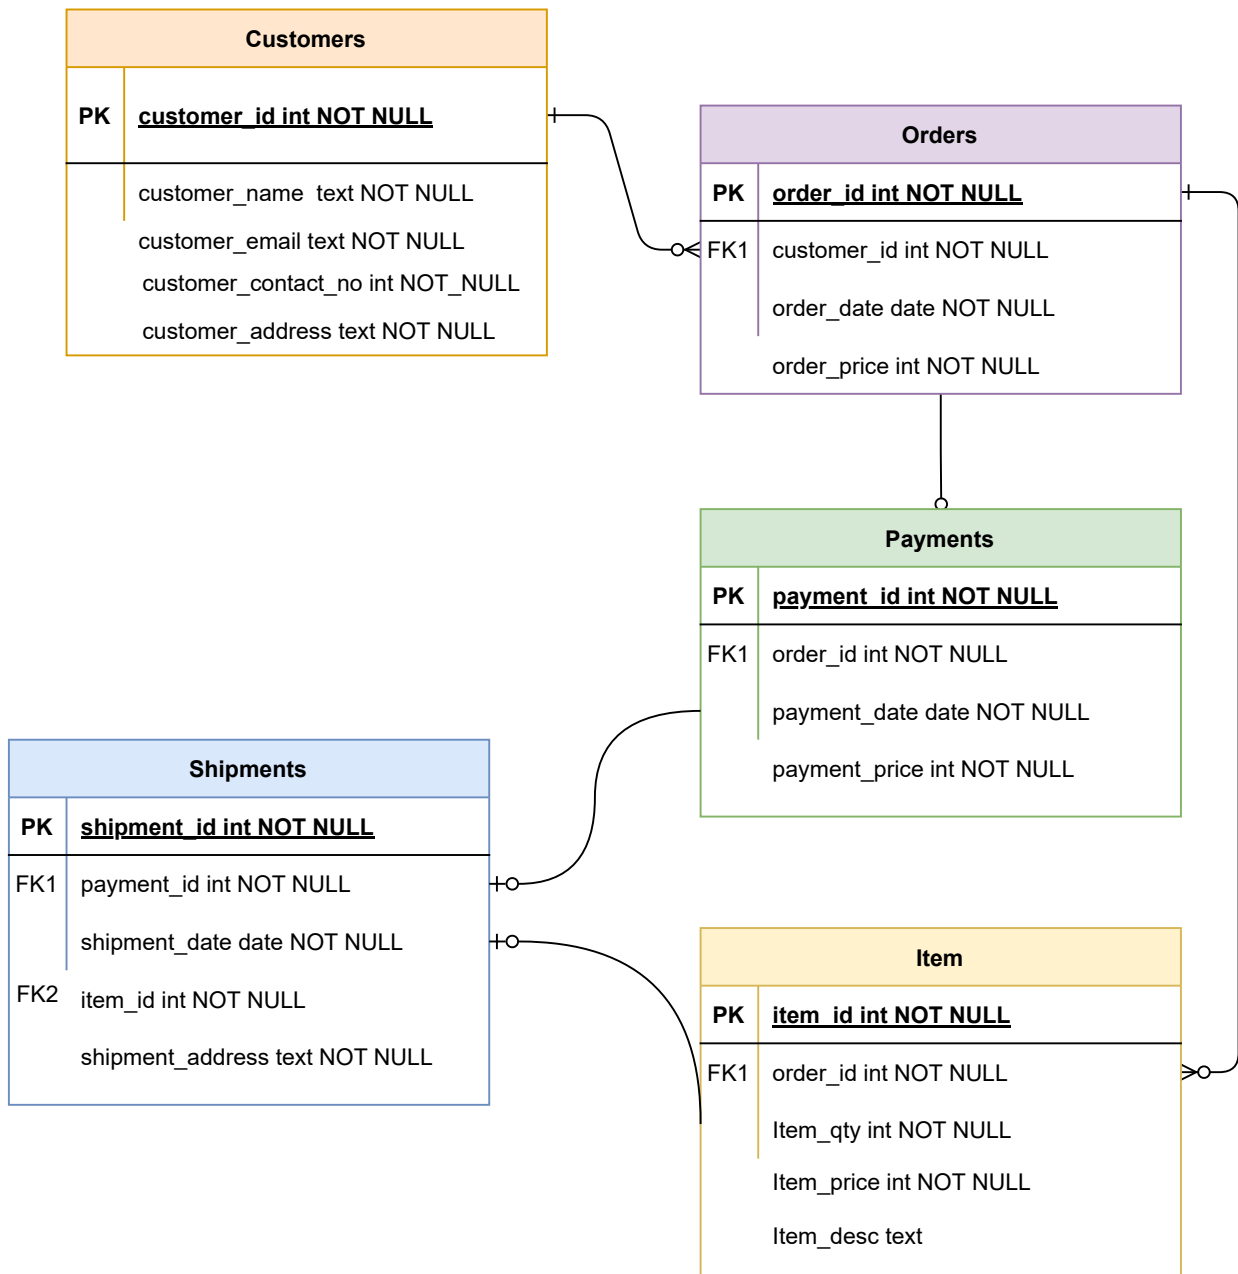 Customers
PK customer_id int NOT NULL
customer_name  text NOT NULL
customer_email text NOT NULL
customer_contact_no int NOT_NULL
customer_address text NOT NULL
Orders
PK order_id int NOT NULL
FK1 customer_id int NOT NULL
order_date date NOT NULL
order_price int NOT NULL
Payments
PK payment_id int NOT NULL
FK1 order_id int NOT NULL
payment_date date NOT NULL
payment_price int NOT NULL
Shipments
PK shipment_id int NOT NULL
FK1 payment_id int NOT NULL
shipment_date date NOT NULL
FK2 item_id int NOT NULL
shipment_address text NOT NULL
Item
PK item_id int NOT NULL
FK1 order_id int NOT NULL
Item_qty int NOT NULL
Item_price int NOT NULL
Item_desc text